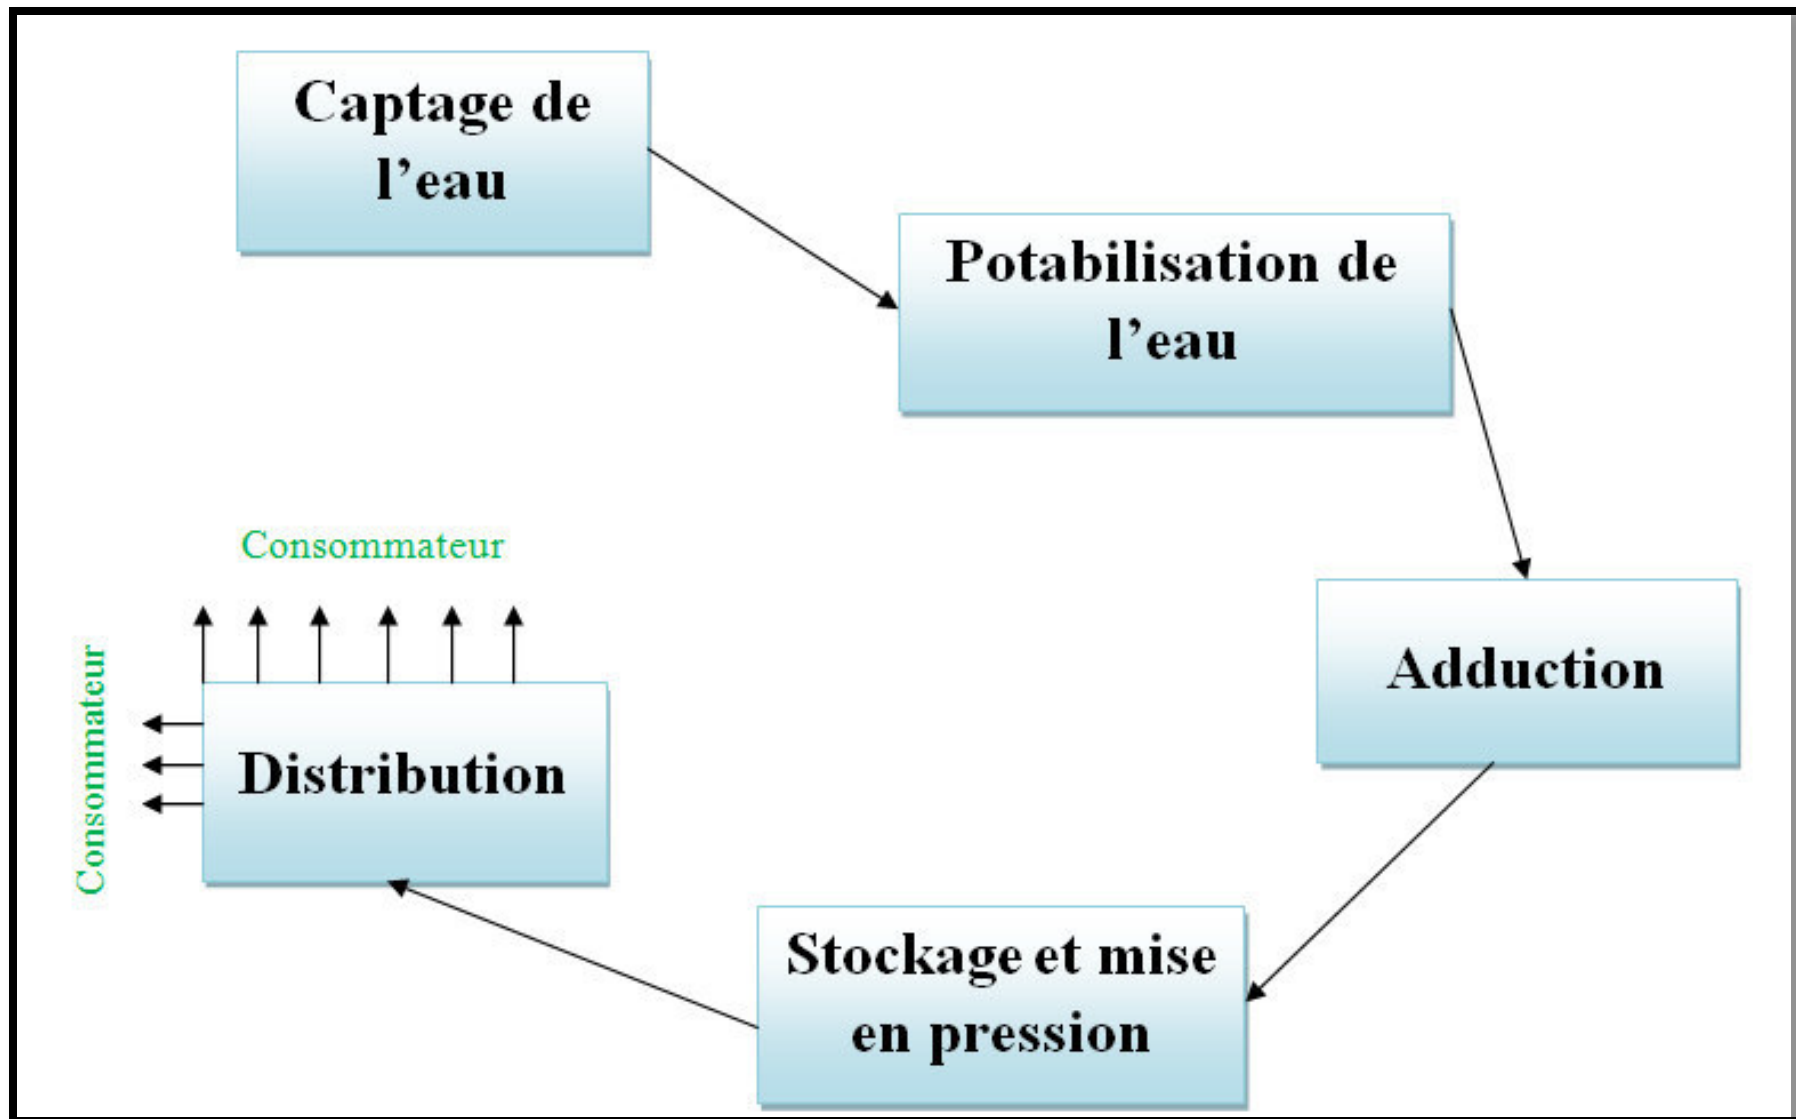 Captage de
l’eau
Potabilisation de
l’eau
Consommateur
Adduction
Consommateur
Distribution
Stockage et mise
en pression